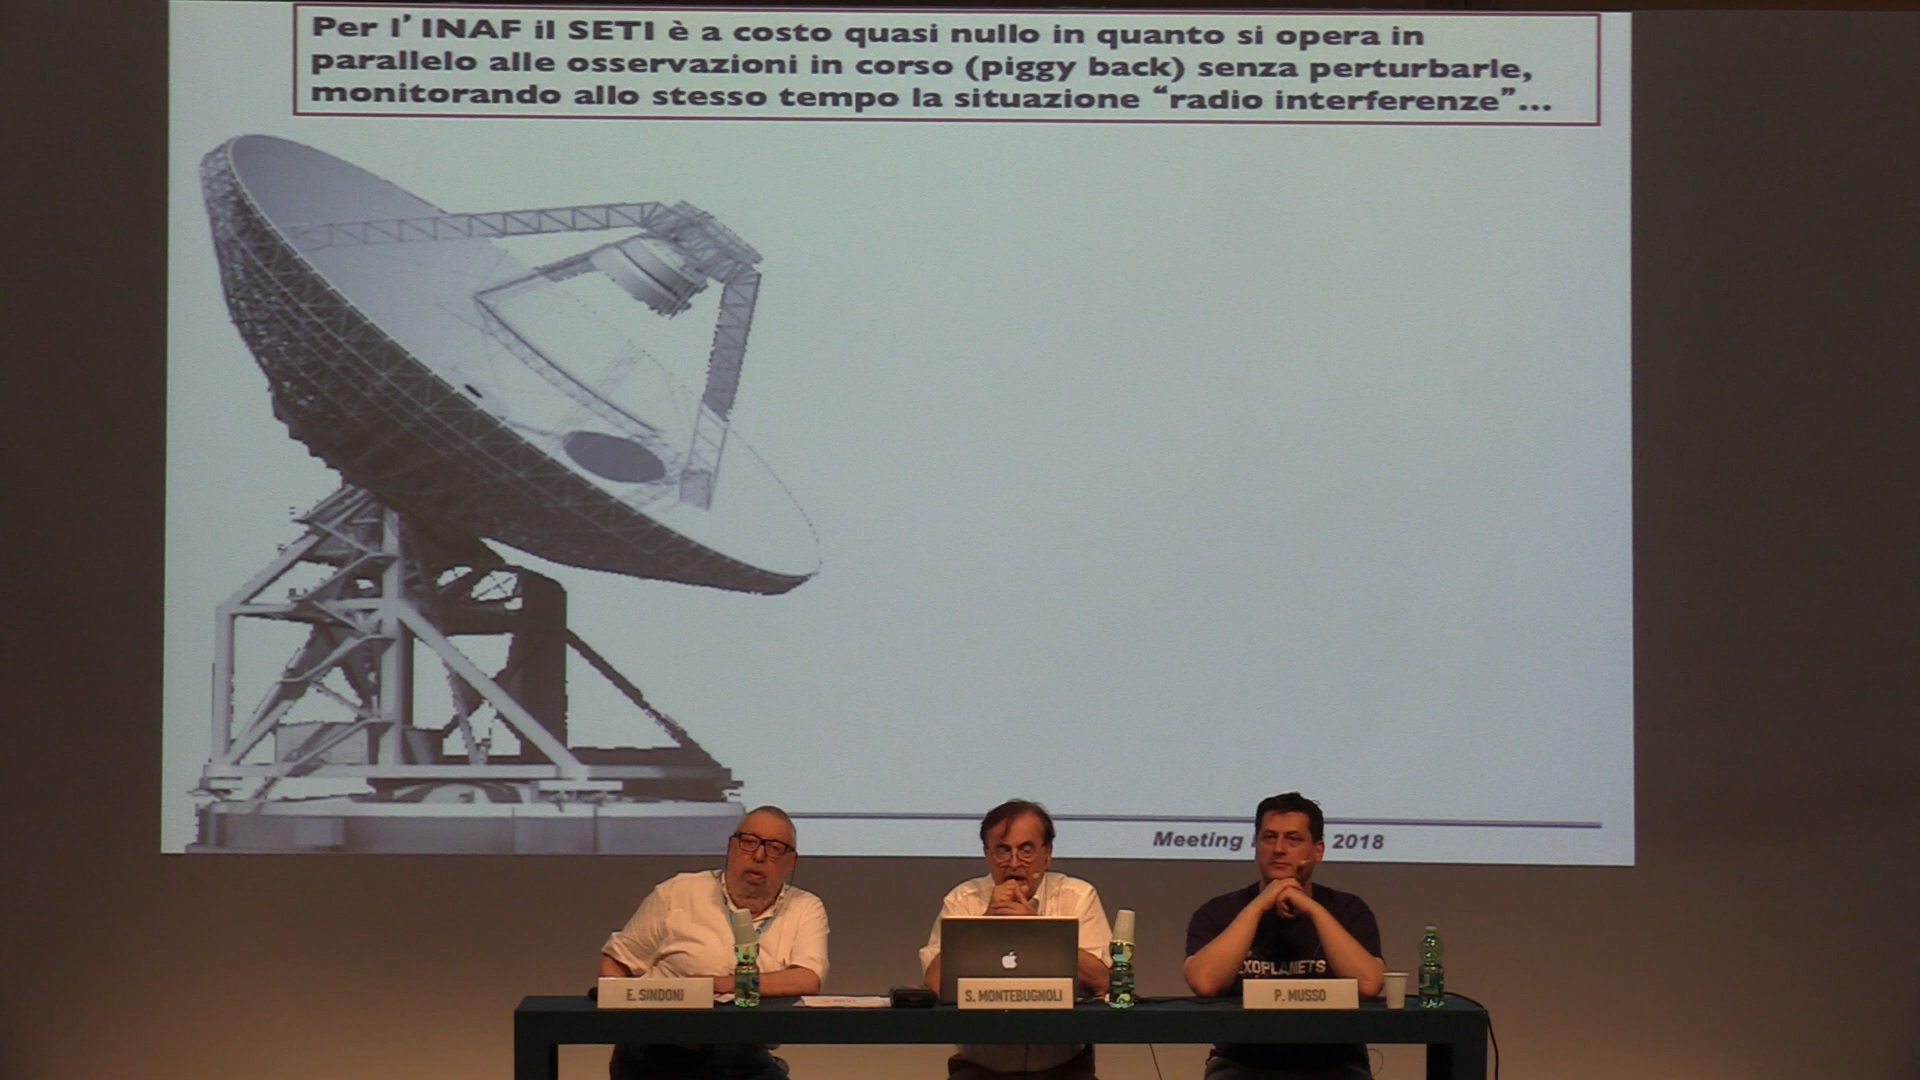 Per l' INAF il SETI è a costo quasi nullo in quanto si opera in
parallelo alle osservazioni in corso (piggy back) senza perturbarle,
monitorando allo stesso tempo la situazione “radio interferenze”...
Meeting 2018
XOPLANETS
E. SINDONI
S. MONTEBUGNOLI
P. MUSSO